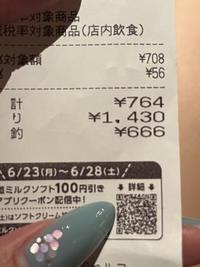 率対象商品
税率対象商品(店内飲食)
対象額 ¥708
¥56
計 ¥764
り ¥1,430
釣 ¥666
6/23(月)~6/28(土)
ミルクソフト100円引き
アプリクーポン配信中!
詳細
はソフトクリーム